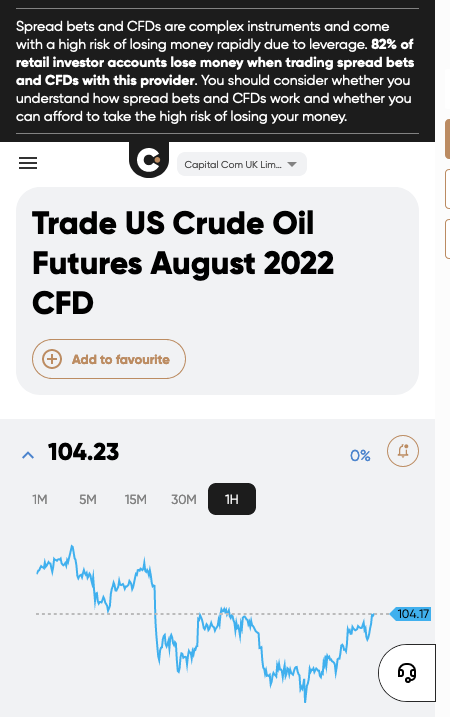 Spread bets and CFDs are complex instruments and come
with a high risk of losing money rapidly due to leverage. 82% of
retail investor accounts lose money when trading spread bets
and CFDs with this provider. You should consider whether you
understand how spread bets and CFDs work and whether you
can afford to take the high risk of losing your money.
Capital Com UK Lim...
Trade US Crude Oil
Futures August 2022
CFD
Add to favourite
104.23
0%
1M 5M 15M 30M 1H
104.17